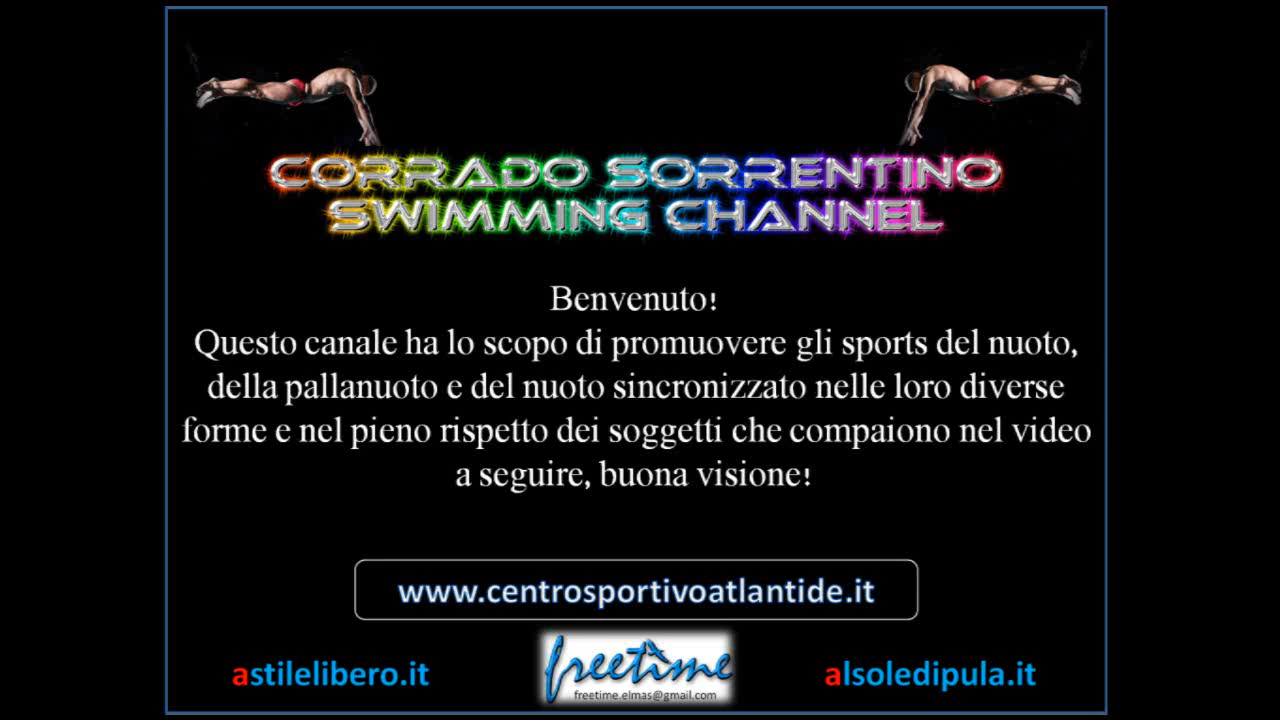 CORRADO SORRENTINO
SWIMMING CHANNEL
Benvenuto!
Questo canale ha lo scopo di promuovere gli sports del nuoto,
della pallanuoto e del nuoto sincronizzato nelle loro diverse
forme e nel pieno rispetto dei soggetti che compaiono nel video
a seguire, buona visione!
www.centrosportivoatlantide.it
freetime
freetime.elmas@gmail.com
astilelibero.it
alsoledipula.it